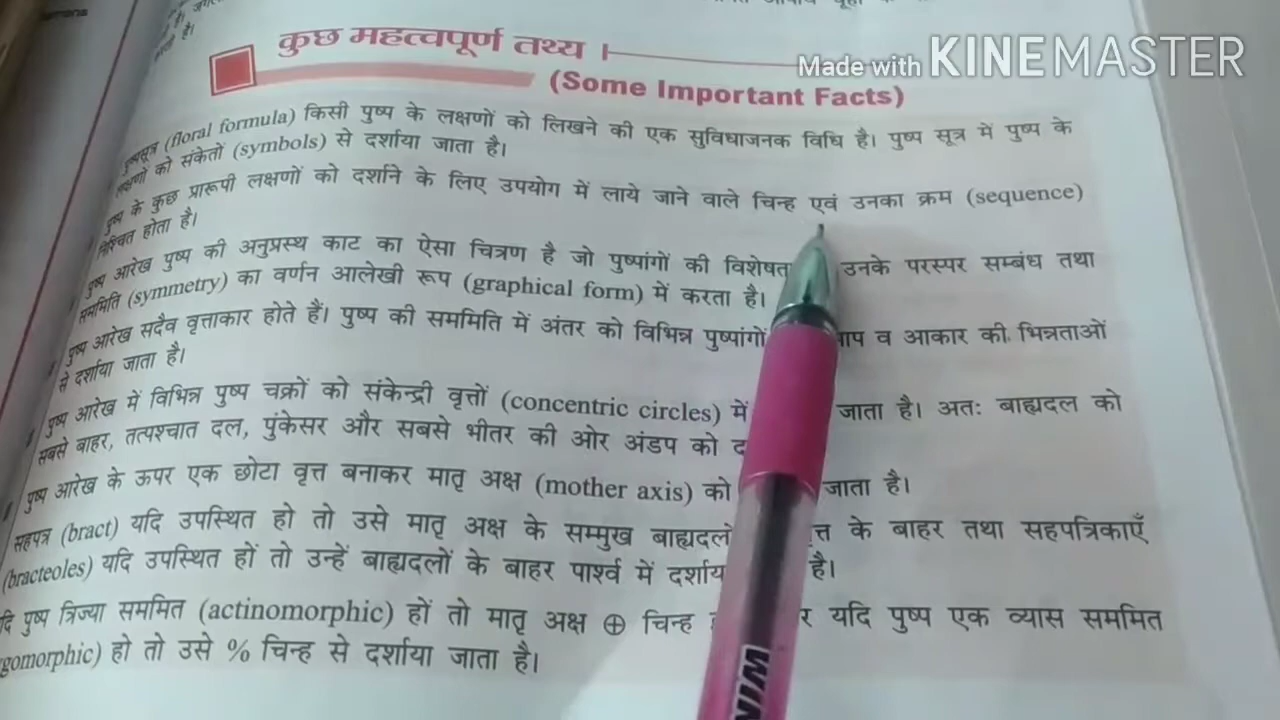 कुछ महत्वपूर्ण तथ्य ।
Made with KINEMASTER
(Some Important Facts)
पुष्पसूत्र (floral formula) किसी पुष्प के लक्षणों को लिखने की एक सुविधाजनक विधि है। पुष्प सूत्र में पुष्प के
लक्षणों को संकेतों (symbols) से दर्शाया जाता है।
पुष्प के कुछ प्रारूपी लक्षणों को दर्शाने के लिए उपयोग में लाये जाने वाले चिन्ह एवं उनका क्रम (sequence)
निश्चित होता है।
पुष्प आरेख पुष्प की अनुप्रस्थ काट का ऐसा चित्रण है जो पुष्पांगों की उनके परस्पर सम्बंध तथा
सममिति (symmetry) का वर्णन आलेखी रूप (graphical form) में करता है।
पुष्प आरेख सदैव वृत्ताकार होते हैं। पुष्प की सममिति में अंतर को विभिन्न पुष्पांगों व आकार की भिन्नताओं
से दर्शाया जाता है।
पुष्प आरेख में विभिन्न पुष्प चक्रों को संकेन्द्री वृत्तों (concentric circles) में जाता है। अतः बाह्यदल को
सबसे बाहर, तत्पश्चात दल, पुंकेसर और सबसे भीतर की ओर अंडप को
पुष्प आरेख के ऊपर एक छोटा वृत्त बनाकर मातृ अक्ष (mother axis) को जाता है।
सहपत्र (bract) यदि उपस्थित हो तो उसे मातृ अक्ष के सम्मुख के बाहर तथा सहपत्रिकाएँ
(bracteoles) यदि उपस्थित हों तो उन्हें बाह्यदलों के बाहर पार्श्व में है।
पुष्प त्रिज्या सममित (actinomorphic) हों तो मातृ अक्ष ⊕ चिन्ह यदि पुष्प एक व्यास सममित
gomorphic) हो तो उसे % चिन्ह से दर्शाया जाता है।